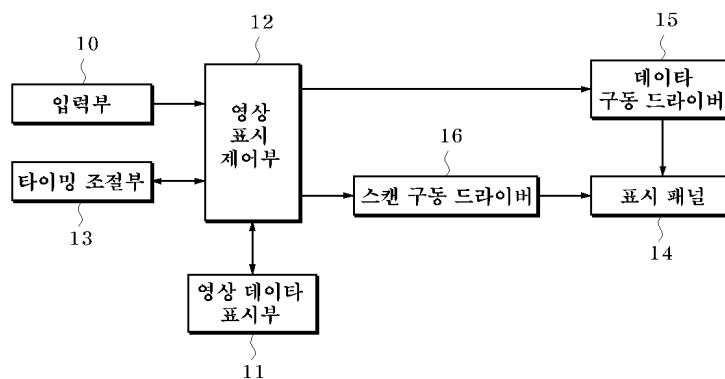 12
15
10
입력부
영상
표시
제어부
데이타
구동 드라이버
16
타이밍 조절부
스캔 구동 드라이버
표시 패널
13
14
영상 데이타
표시부
11